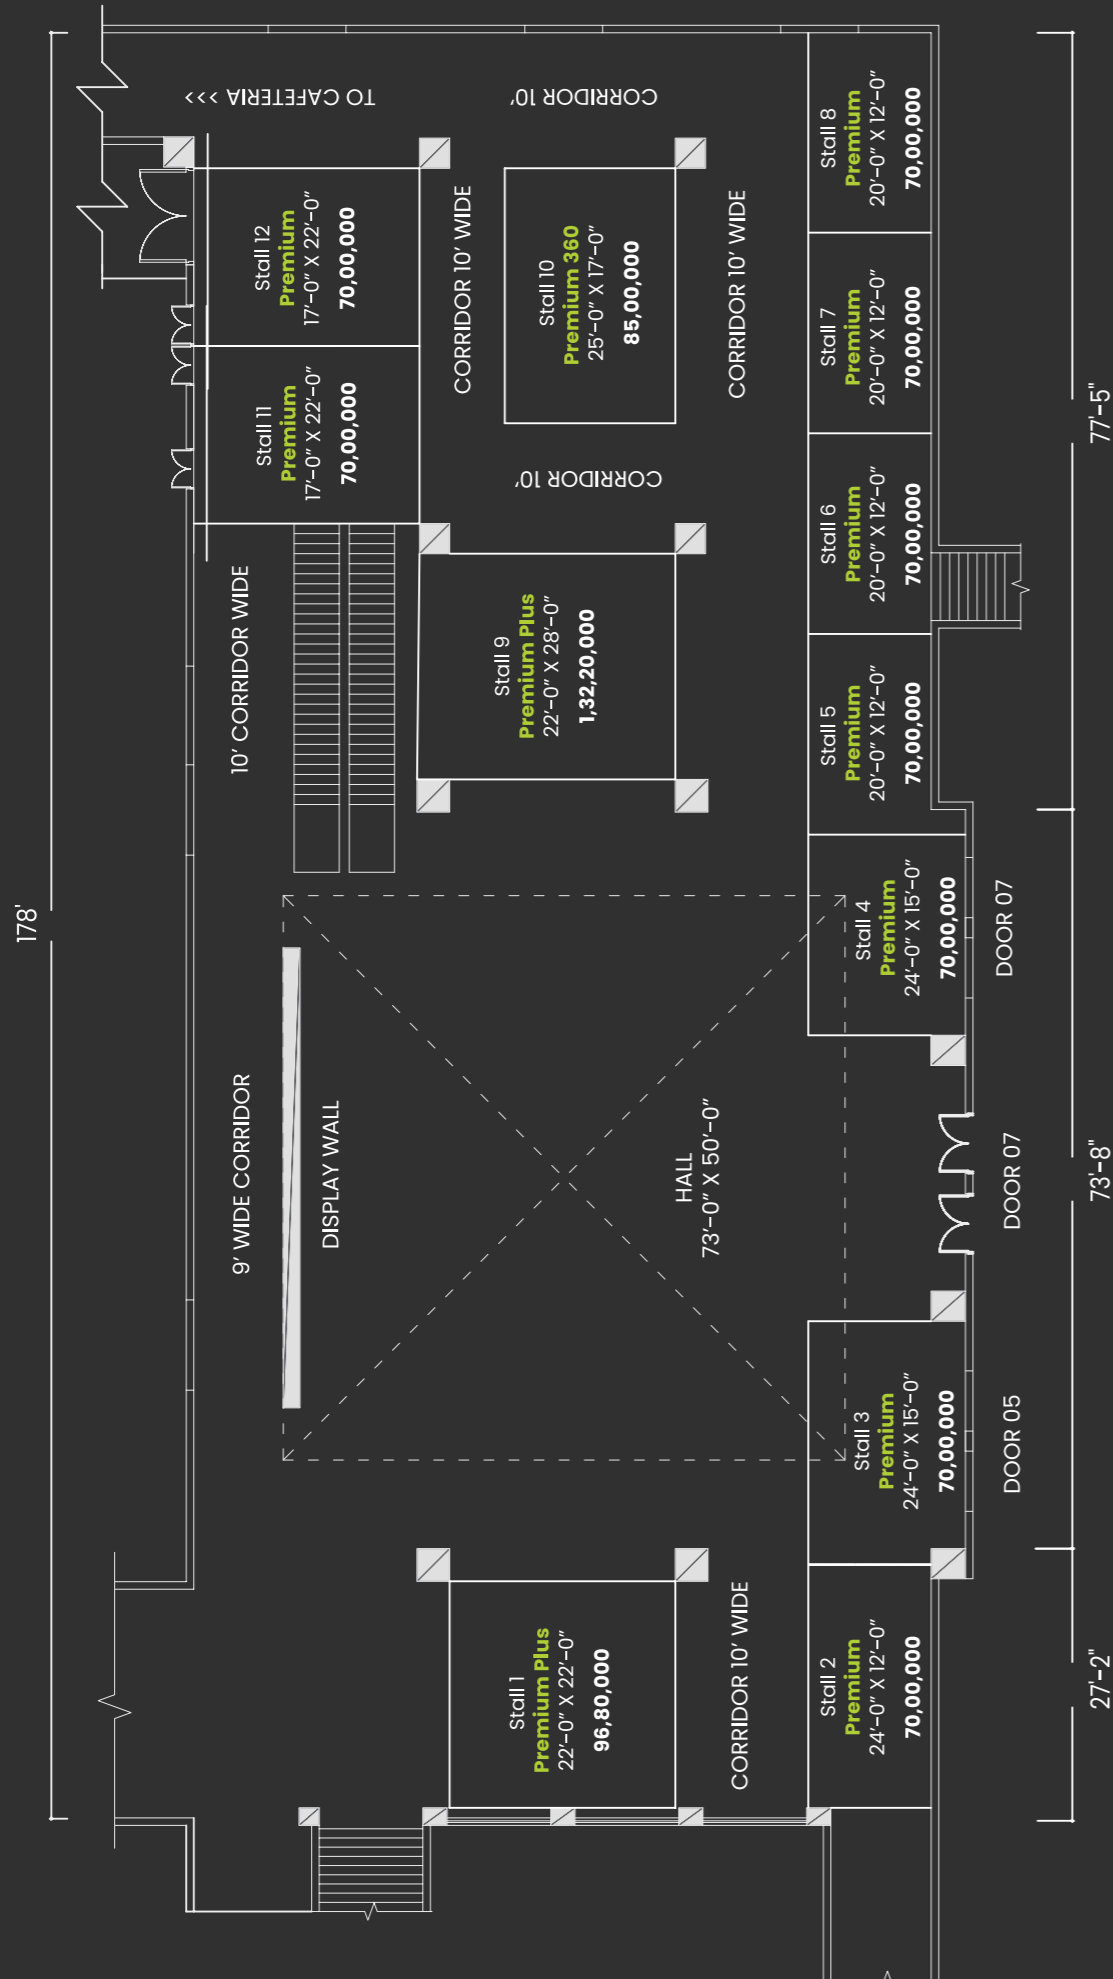 178'
TO CAFETERIA >>>
CORRIDOR 10'
Stall 8
Premium
20'-0" X 12'-0"
70,00,000
Stall 12
Premium
17'-0" X 22'-0"
70,00,000
CORRIDOR 10' WIDE
Stall 10
Premium 360
25'-0" X 17'-0"
85,00,000
CORRIDOR 10' WIDE
Stall 7
Premium
20'-0" X 12'-0"
70,00,000
Stall 11
Premium
17'-0" X 22'-0"
70,00,000
CORRIDOR 10'
Stall 6
Premium
20'-0" X 12'-0"
70,00,000
77'-5"
10' CORRIDOR WIDE
Stall 9
Premium Plus
22'-0" X 28'-0"
1,32,20,000
Stall 5
Premium
20'-0" X 12'-0"
70,00,000
Stall 4
Premium
24'-0" X 15'-0"
70,00,000
DOOR 07
9' WIDE CORRIDOR
DISPLAY WALL
HALL
73'-0" X 50'-0"
DOOR 07
73'-8"
Stall 3
Premium
24'-0" X 15'-0"
70,00,000
DOOR 05
Stall 1
Premium Plus
22'-0" X 22'-0"
96,80,000
CORRIDOR 10' WIDE
Stall 2
Premium
24'-0" X 12'-0"
70,00,000
27'-2"